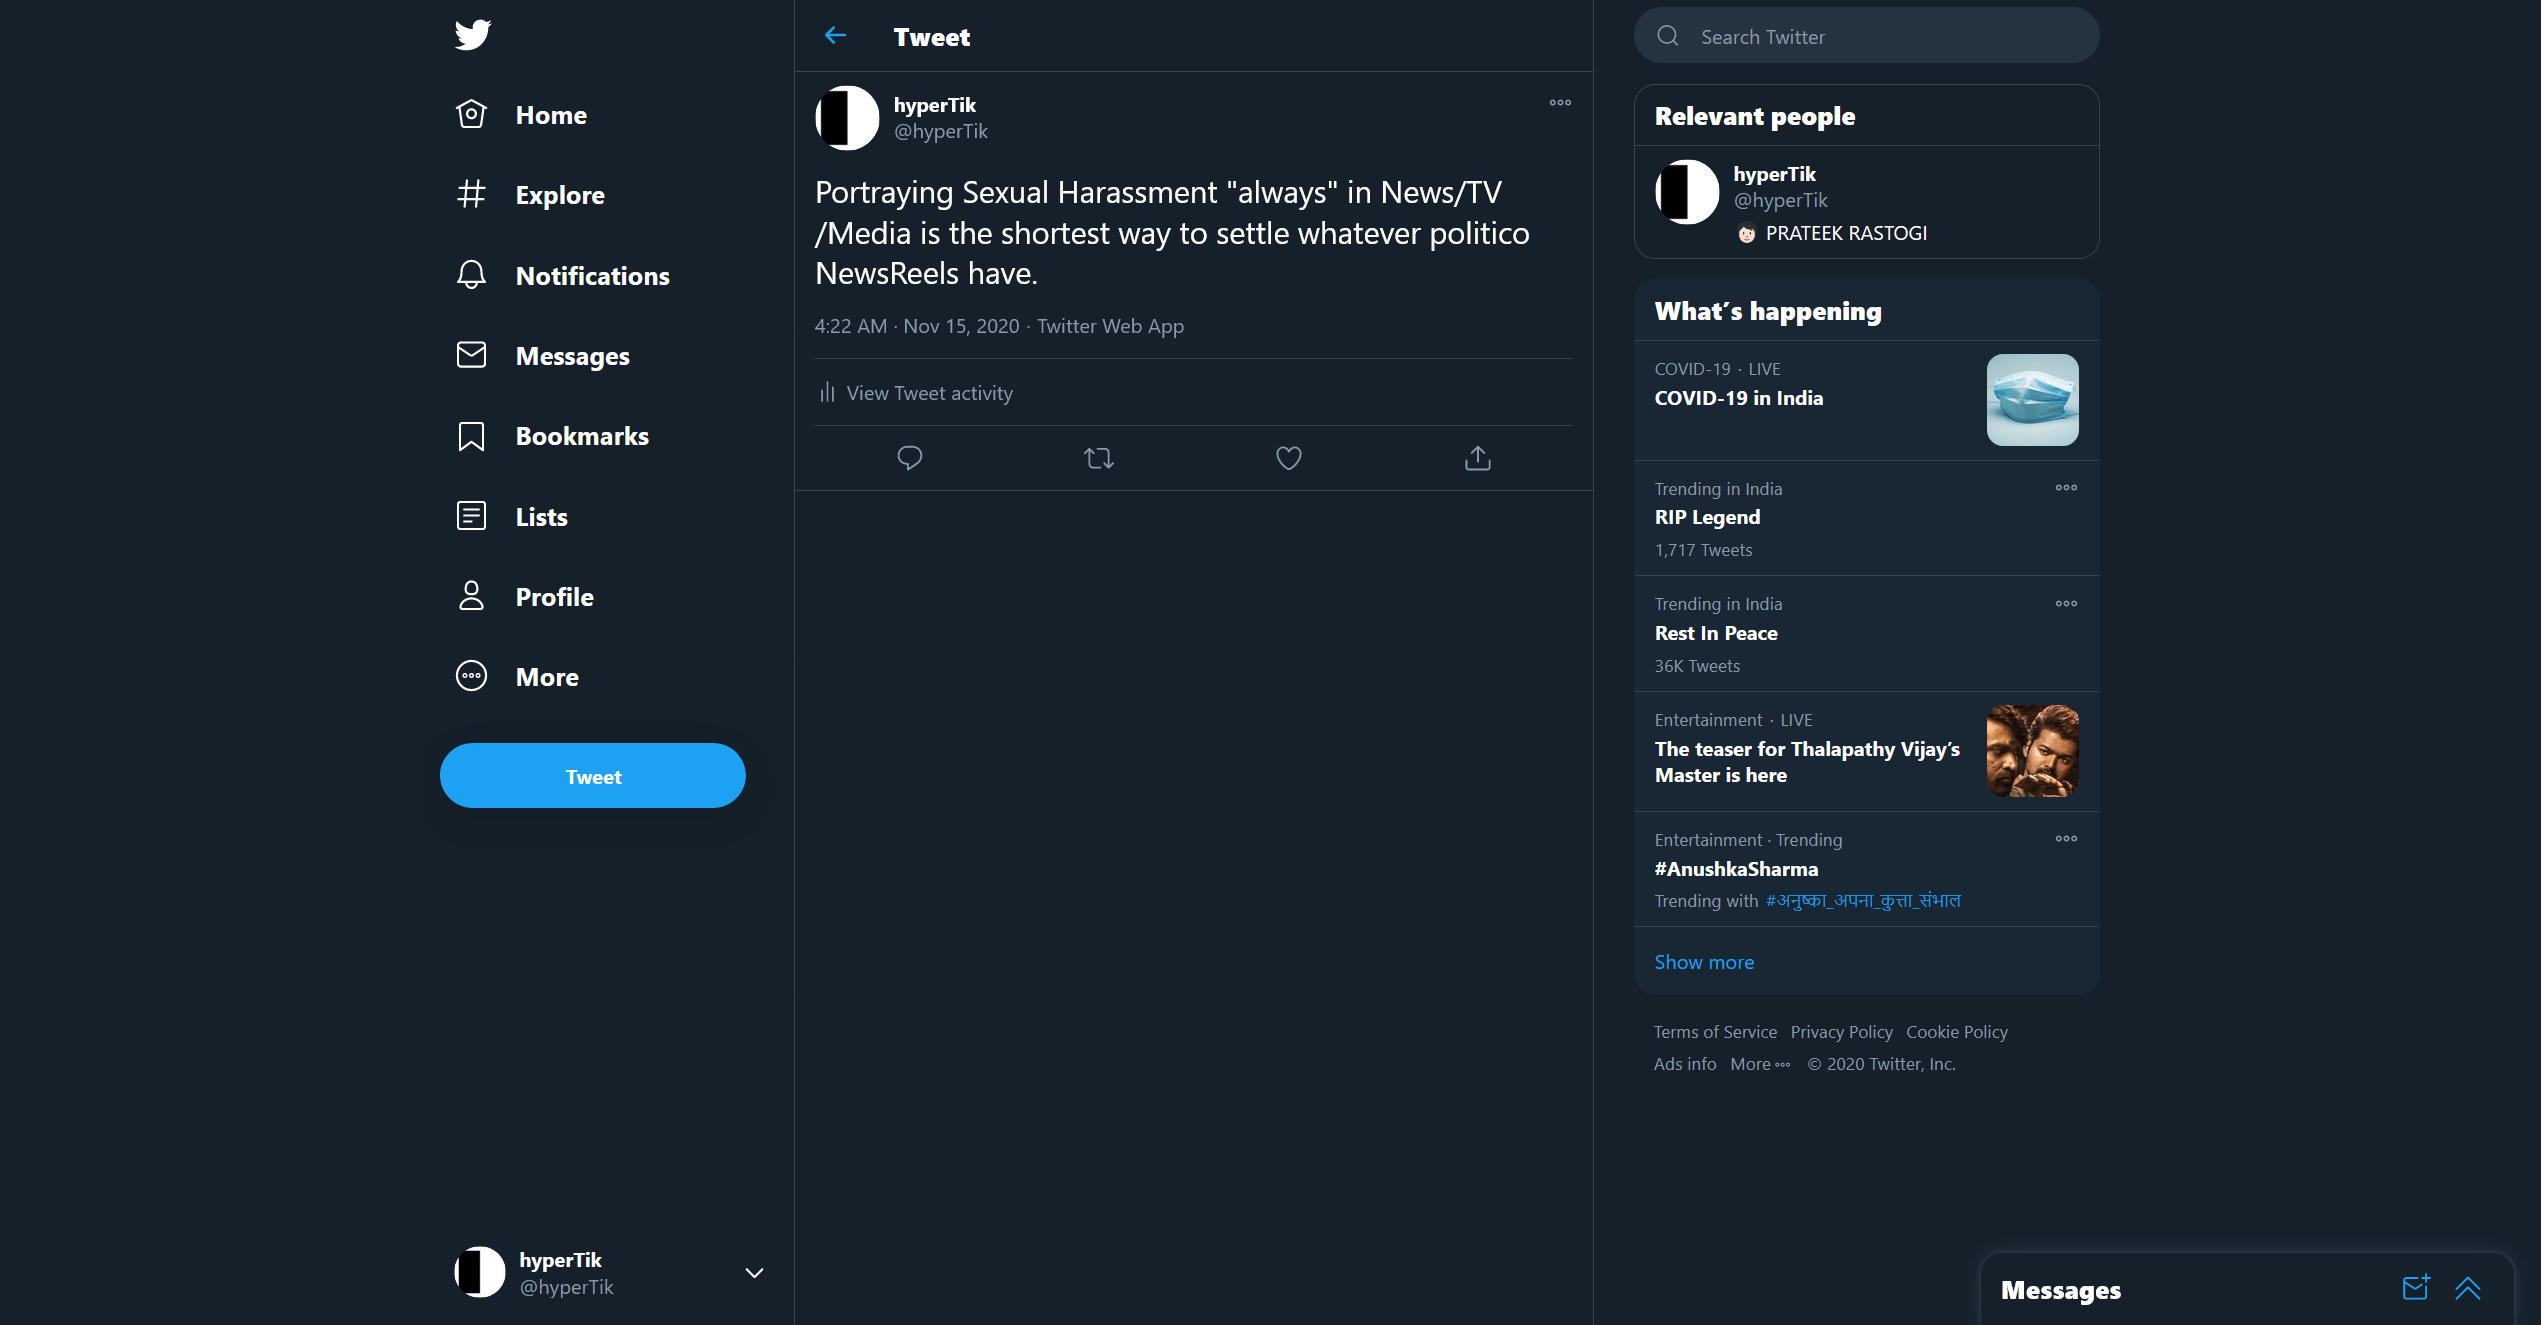 Home
Explore
Notifications
Messages
Bookmarks
Lists
Profile
More
Tweet
hyperTik
@hyperTik
Tweet
hyperTik
@hyperTik
Portraying Sexual Harassment "always" in News/TV
/Media is the shortest way to settle whatever politico
NewsReels have.
4:22 AM · Nov 15, 2020 · Twitter Web App
View Tweet activity
Search Twitter
Relevant people
hyperTik
@hyperTik
PRATEEK RASTOGI
What's happening
COVID-19 · LIVE
COVID-19 in India
Trending in India
RIP Legend
1,717 Tweets
Trending in India
Rest In Peace
36K Tweets
Entertainment · LIVE
The teaser for Thalapathy Vijay's
Master is here
Entertainment · Trending
#AnushkaSharma
Trending with #अनुष्का_अपना_कुत्ता_संभाल
Show more
Terms of Service Privacy Policy Cookie Policy
Ads info More © 2020 Twitter, Inc.
Messages